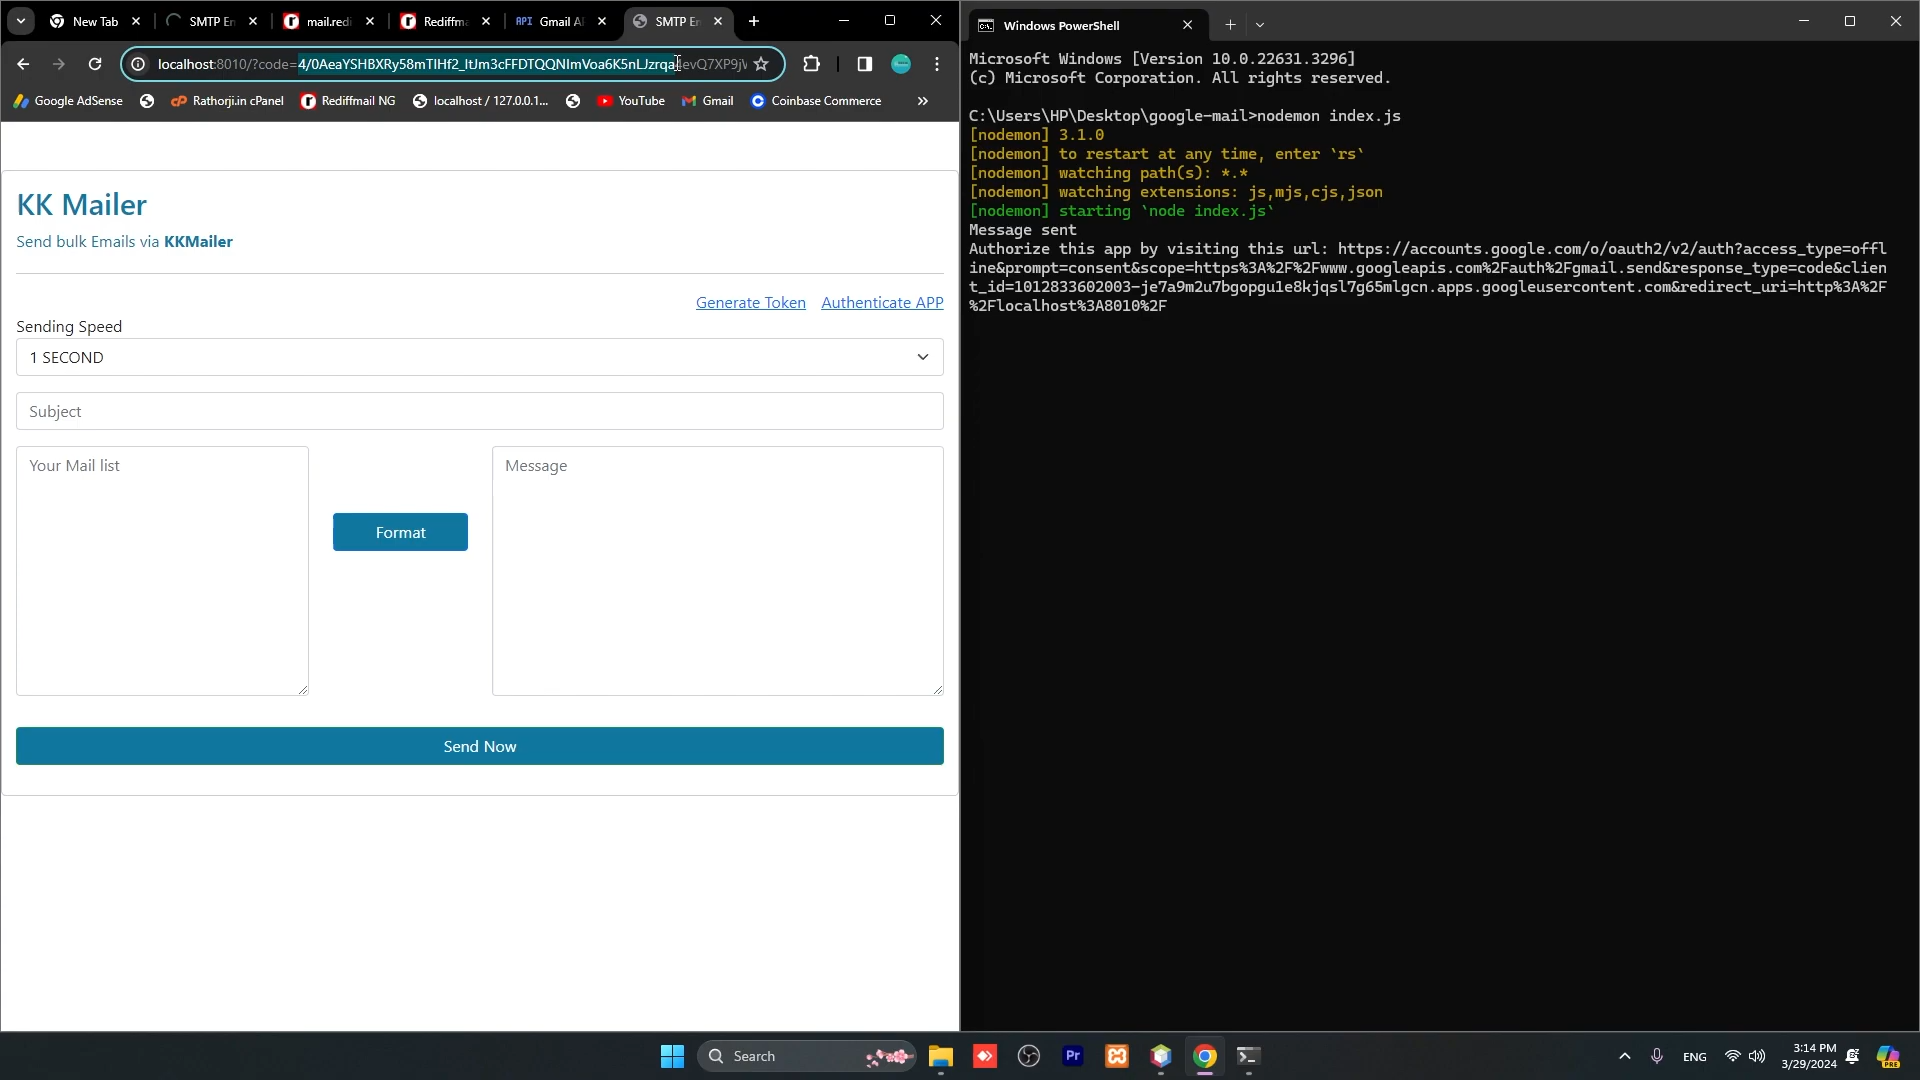 New Tab
SMTP En
mail.redi
Rediffma
API Gmail AI
SMTP En
localhost:8010/?code=4/0AeaYSHBXRy58mTIHf2_ItJm3cFFDTQQNImVoa6K5nLJzrqa
Google AdSense
cP Rathorji.in cPanel
Rediffmail NG
localhost / 127.0.0.1...
YouTube
Gmail
Coinbase Commerce
KK Mailer
Send bulk Emails via KKMailer
Generate Token
Authenticate APP
Sending Speed
1 SECOND
Subject
Your Mail list
Message
Format
Send Now
Windows PowerShell
Microsoft Windows [Version 10.0.22631.3296]
(c) Microsoft Corporation. All rights reserved.
C:\Users\HP\Desktop\google-mail>nodemon index.js
[nodemon] 3.1.0
[nodemon] to restart at any time, enter `rs`
[nodemon] watching path(s): *.*
[nodemon] watching extensions: js,mjs,cjs,json
[nodemon] starting `node index.js`
Message sent
Authorize this app by visiting this url: https://accounts.google.com/o/oauth2/v2/auth?access_type=offl
ine&prompt=consent&scope=https%3A%2F%2Fwww.googleapis.com%2Fauth%2Fgmail.send&response_type=code&clien
t_id=1012833602003-je7a9m2u7bgopgu1e8kjqsl7g65mlgcn.apps.googleusercontent.com&redirect_uri=http%3A%2F
%2Flocalhost%3A8010%2F
Search
Pr
ENG
3:14 PM
3/29/2024
PRE